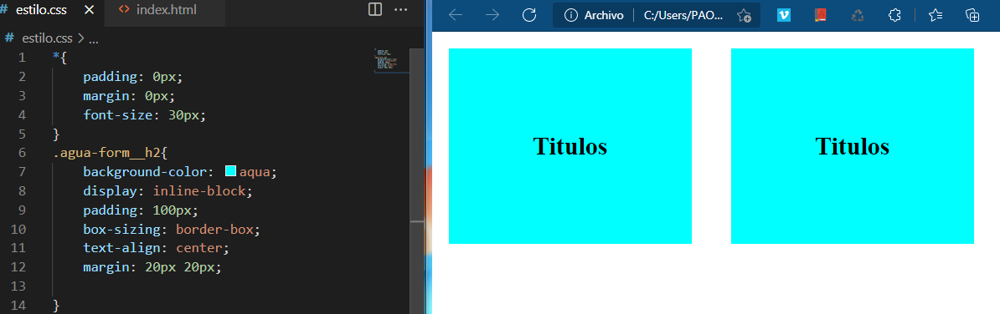 # estilo.css × <> index.html ...
# estilo.css > ...
1 *{
2 padding: 0px;
3 margin: 0px;
4 font-size: 30px;
5 }
6 .agua-form__h2{
7 background-color: aqua;
8 display: inline-block;
9 padding: 100px;
10 box-sizing: border-box;
11 text-align: center;
12 margin: 20px 20px;
13
14 }
Archivo C:/Users/PAO...
Titulos Titulos